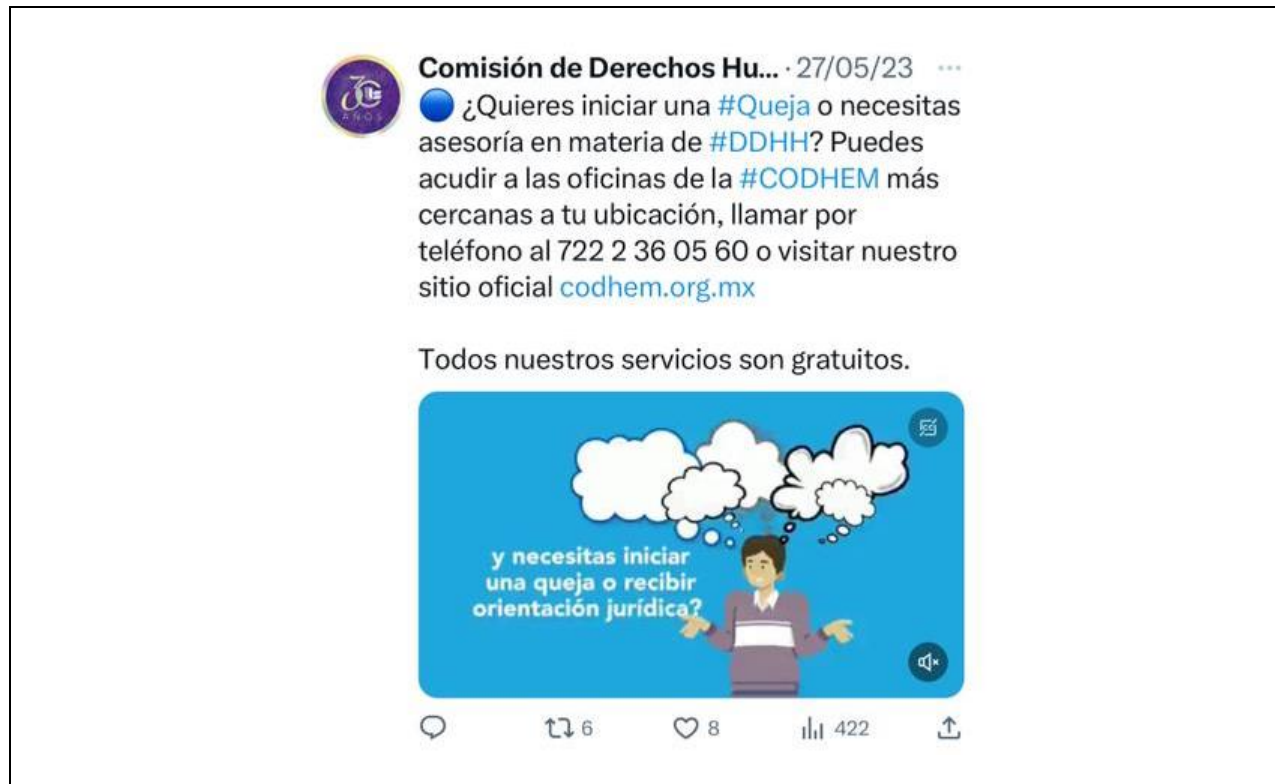 Comisión de Derechos Hu... · 27/05/23 ...
30
AÑOS
🔵 ¿Quieres iniciar una #Queja o necesitas
asesoría en materia de #DDHH? Puedes
acudir a las oficinas de la #CODHEM más
cercanas a tu ubicación, llamar por
teléfono al 722 2 36 05 60 o visitar nuestro
sitio oficial codhem.org.mx
Todos nuestros servicios son gratuitos.
y necesitas iniciar
una queja o recibir
orientación jurídica?
6 8 422